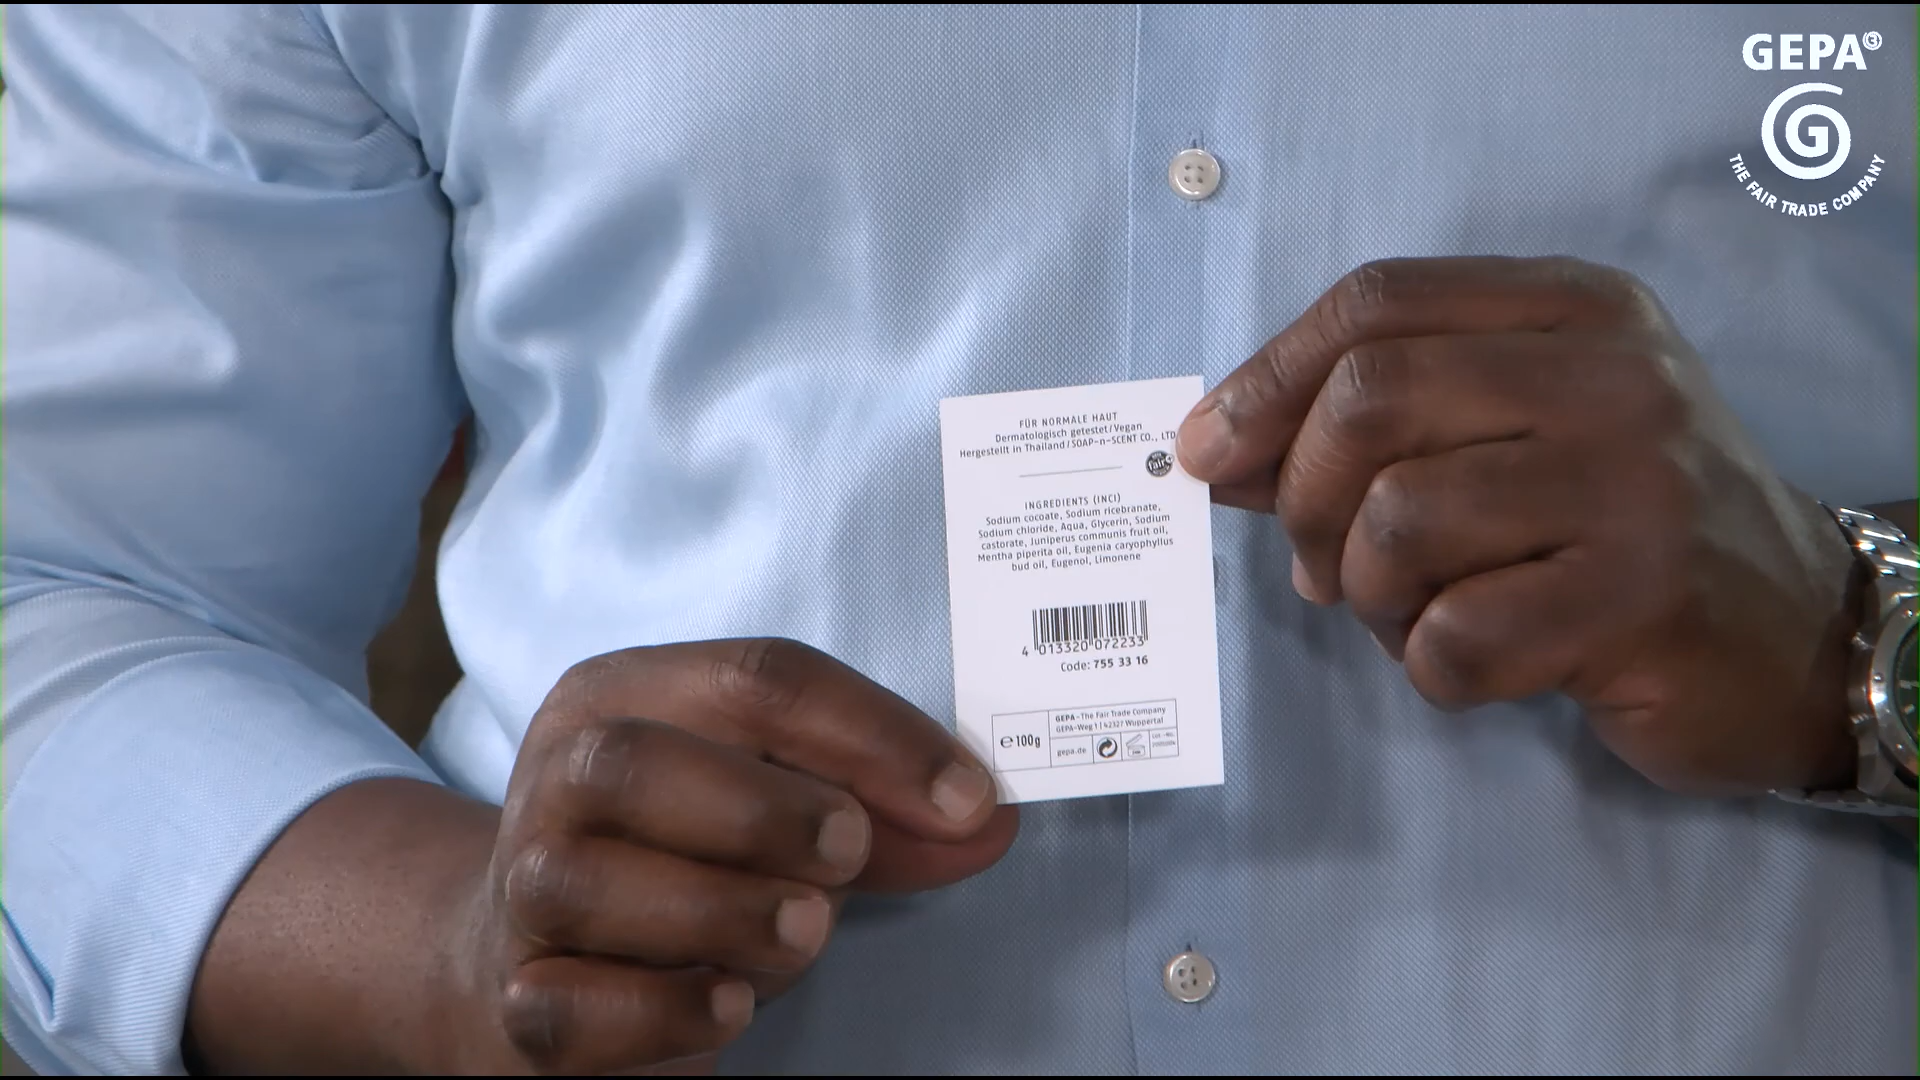 GEPA
G
THE FAIR TRADE COMPANY
FÜR NORMALE HAUT
Dermatologisch getestet/Vegan
Hergestellt in Thailand/SOAP-n-SCENT CO., LTD
fair+
INGREDIENTS (INCI)
Sodium cocoate, Sodium ricebranate,
Sodium chloride, Aqua, Glycerin, Sodium
castorate, Juniperus communis fruit oil,
Mentha piperita oil, Eugenia caryophyllus
bud oil, Eugenol, Limonene
4 013320 072233
Code: 755 33 16
℮100g
GEPA-The Fair Trade Company
GEPA-Weg 1 | 42327 Wuppertal
gepa.de